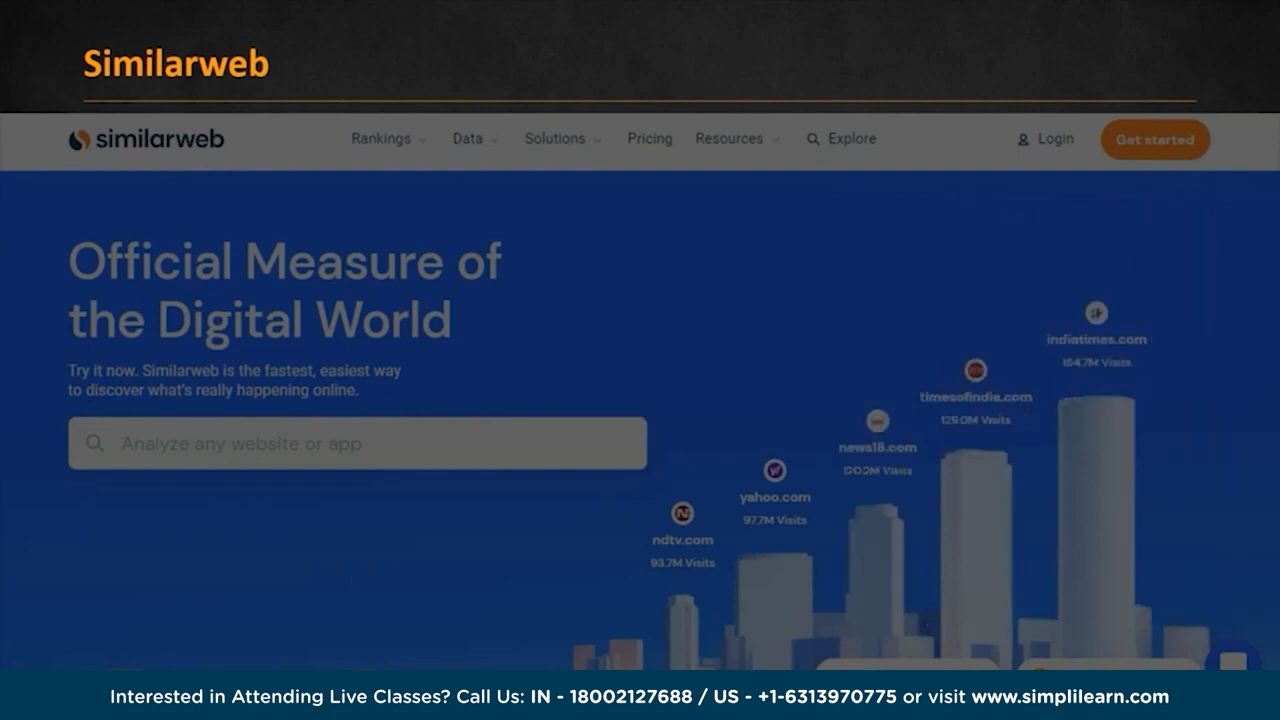 Similarweb
similarweb
Rankings Data Solutions Pricing Resources Explore Login Get started
Official Measure of
the Digital World
Try it now. Similarweb is the fastest, easiest way
to discover what's really happening online.
Analyze any website or app
indiatimes.com
timesofindia.com
129.0M Visits
news18.com
120.2M Visits
yahoo.com
97.7M Visits
ndtv.com
93.7M Visits
Interested in Attending Live Classes? Call Us: IN - 18002127688 / US - +1-6313970775 or visit www.simplilearn.com